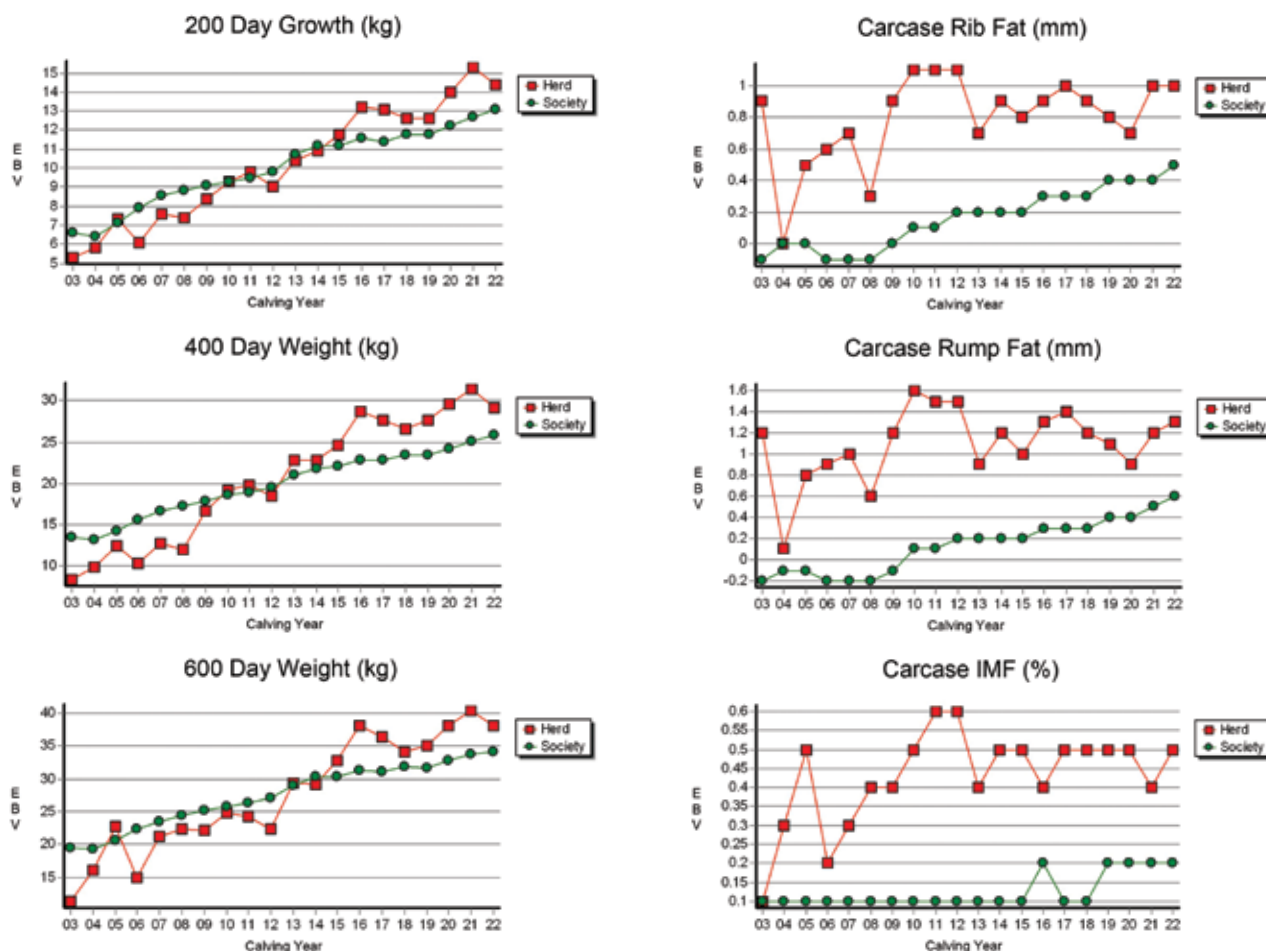 200 Day Growth (kg)
15
14
13
12
11
10
9
8
7
6
5
E
B
V
03 04 05 06 07 08 09 10 11 12 13 14 15 16 17 18 19 20 21 22
Calving Year
Herd
Society
400 Day Weight (kg)
30
25
20
15
10
E
B
V
03 04 05 06 07 08 09 10 11 12 13 14 15 16 17 18 19 20 21 22
Calving Year
Herd
Society
600 Day Weight (kg)
40
35
30
25
20
15
E
B
V
03 04 05 06 07 08 09 10 11 12 13 14 15 16 17 18 19 20 21 22
Calving Year
Herd
Society
Carcase Rib Fat (mm)
1
0.8
0.6
0.4
0.2
0
E
B
V
03 04 05 06 07 08 09 10 11 12 13 14 15 16 17 18 19 20 21 22
Calving Year
Herd
Society
Carcase Rump Fat (mm)
1.6
1.4
1.2
1
0.8
0.6
0.4
0.2
0
-0.2
E
B
V
03 04 05 06 07 08 09 10 11 12 13 14 15 16 17 18 19 20 21 22
Calving Year
Herd
Society
Carcase IMF (%)
0.6
0.55
0.5
0.45
0.4
0.35
0.3
0.25
0.2
0.15
0.1
E
B
V
03 04 05 06 07 08 09 10 11 12 13 14 15 16 17 18 19 20 21 22
Calving Year
Herd
Society